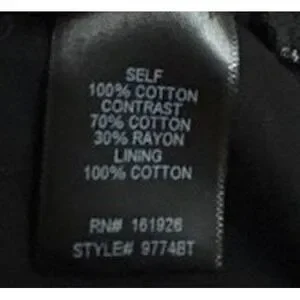 SELF
100% COTTON
CONTRAST
70% COTTON
30% RAYON
LINING
100% COTTON
RN# 161926
STYLE# 9774BT